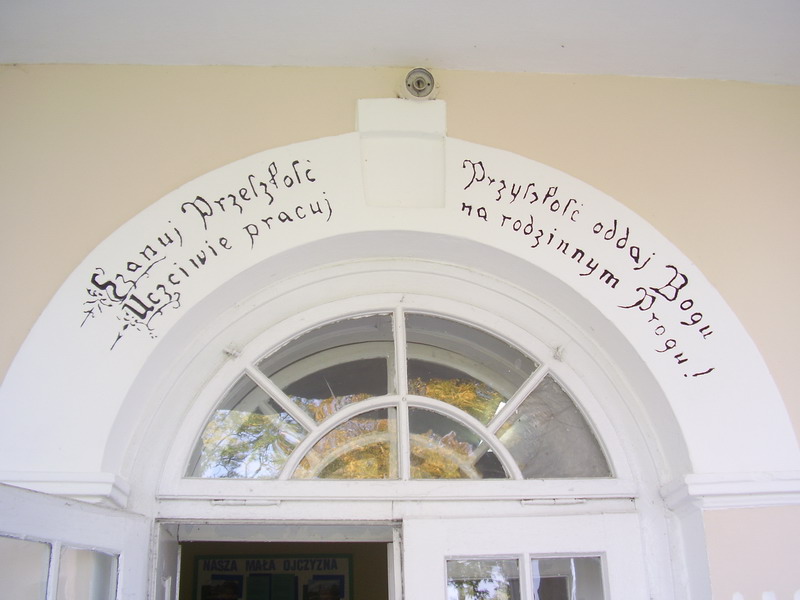 Szanuj Przeszłość
Uczciwie pracuj
Przyszłość oddaj Bogu
na rodzinnym Progu!
NASZA MAŁA OJCZYZNA